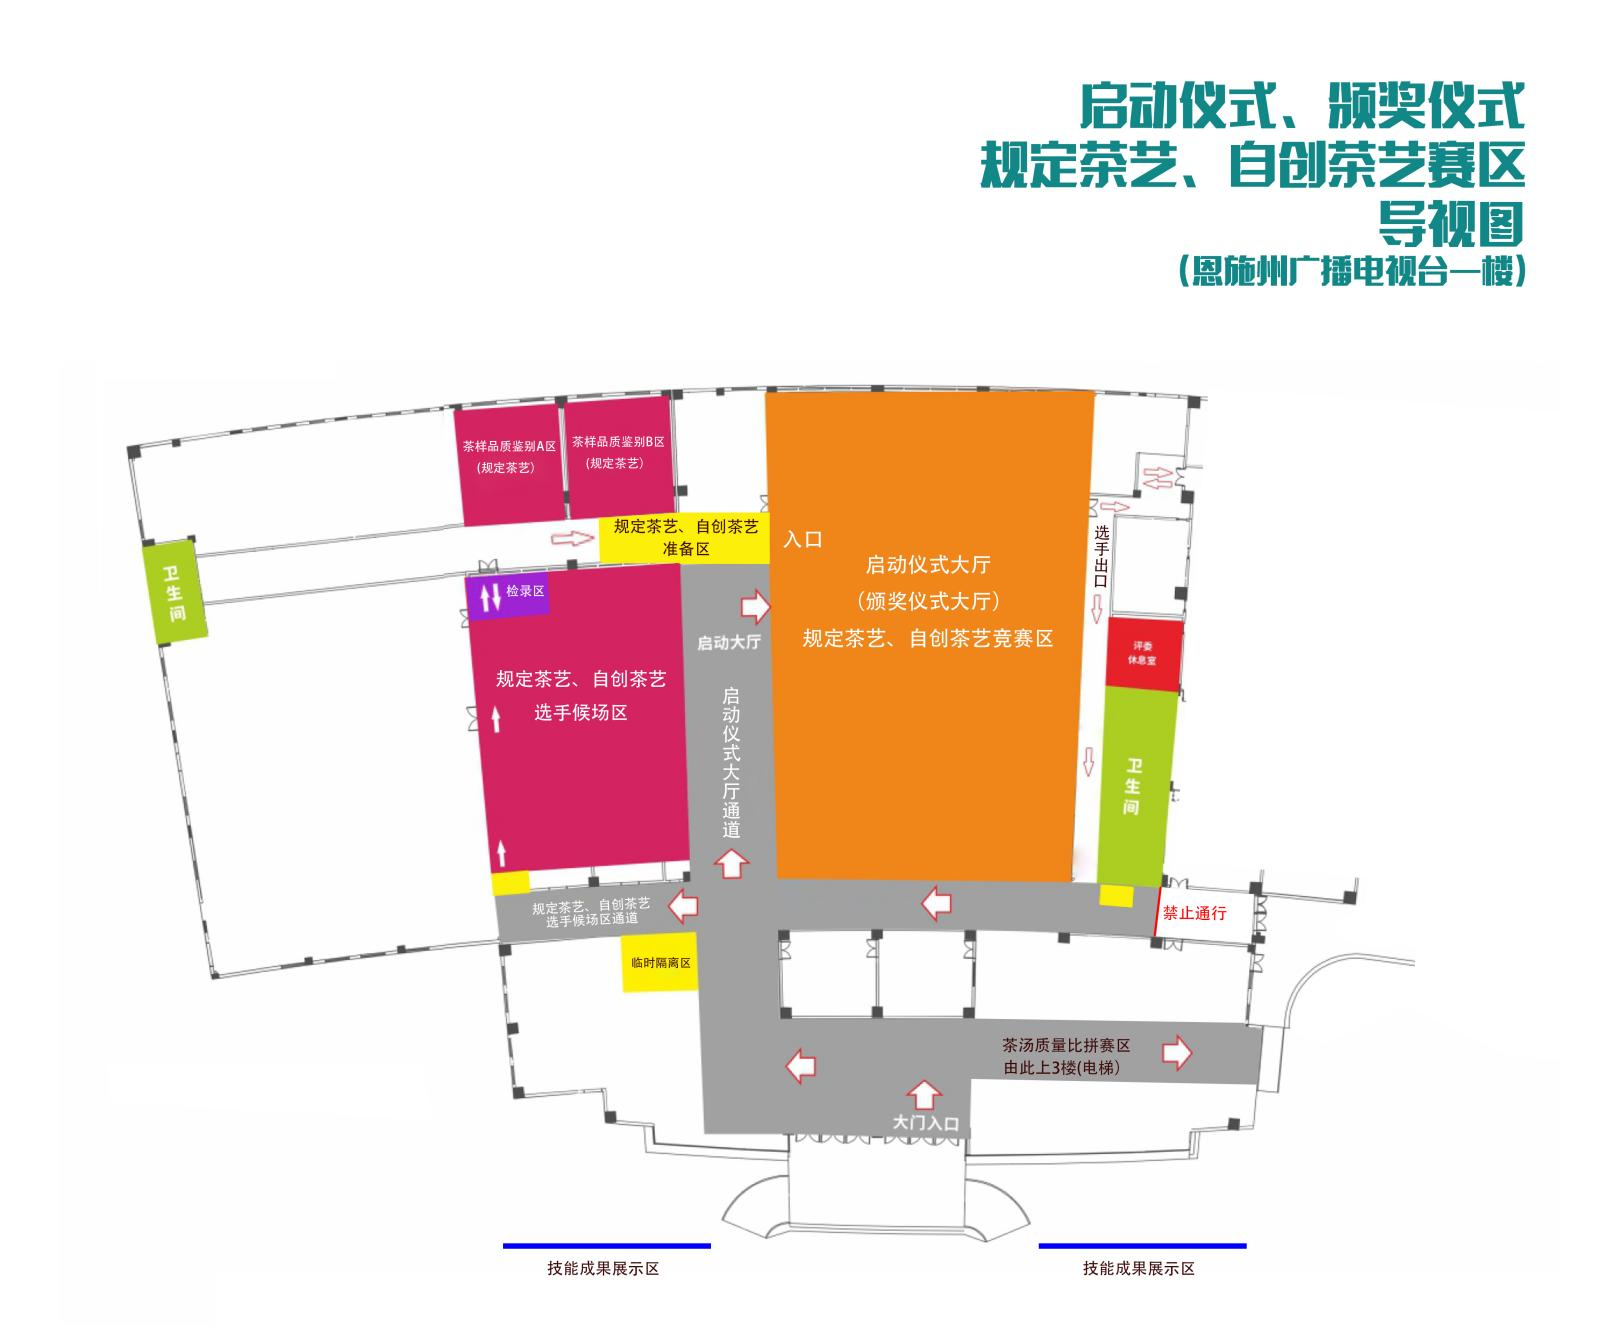 启动仪式、颁奖仪式
规定茶艺、自创茶艺赛区
导视图
(恩施州广播电视台一楼)
茶样品质鉴别A区
(规定茶艺)
茶样品质鉴别B区
(规定茶艺)
规定茶艺、自创茶艺
准备区
入口
启动仪式大厅
(颁奖仪式大厅)
规定茶艺、自创茶艺竞赛区
选手出口
卫生间
检录区
启动大厅
评委
休息室
规定茶艺、自创茶艺
选手候场区
启动仪式大厅通道
卫生间
规定茶艺、自创茶艺
选手候场区通道
禁止通行
临时隔离区
茶汤质量比拼赛区
由此上3楼(电梯)
大门入口
技能成果展示区
技能成果展示区